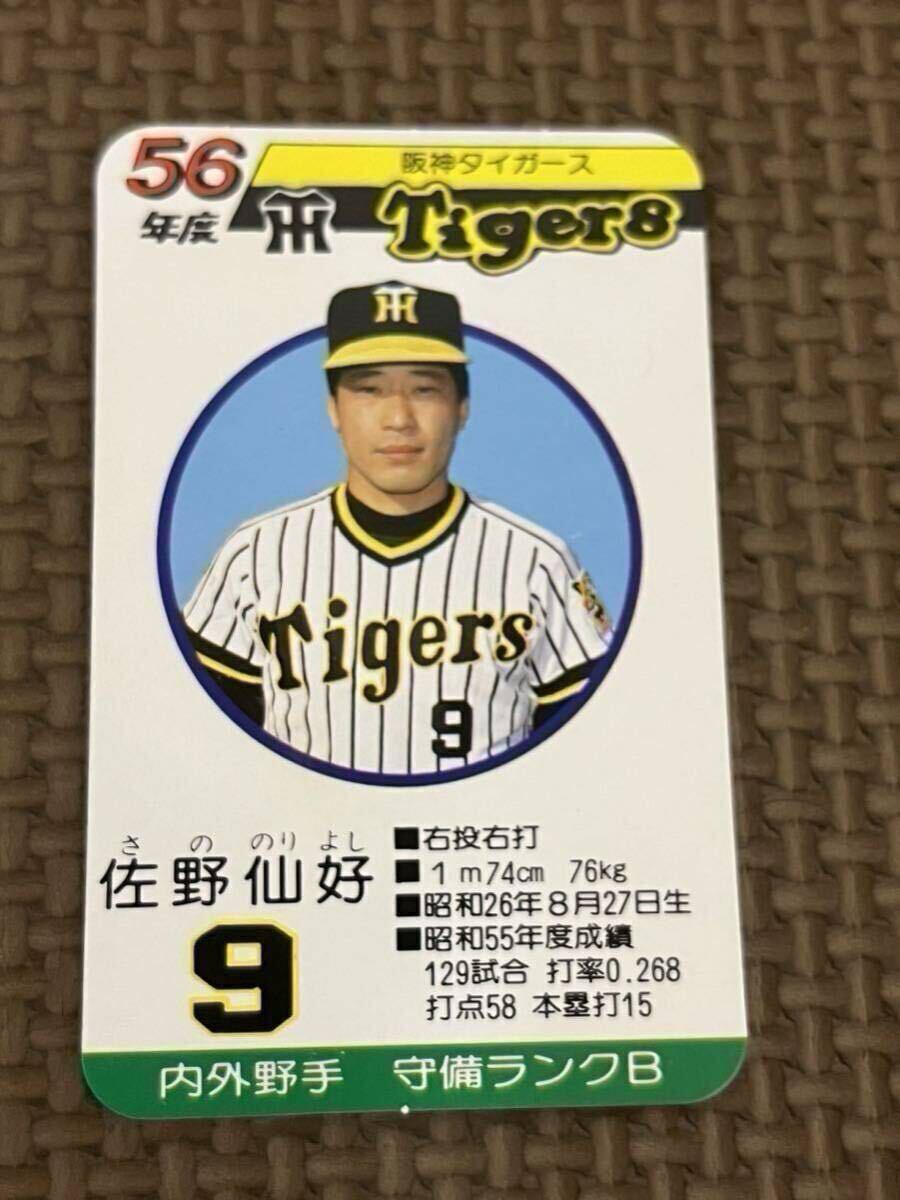 56
年度
阪神タイガース
TH Tigers
TH
Tigers
9
さ の のり よし
佐野仙好
9
■右投右打
■1m74cm 76kg
■昭和26年8月27日生
■昭和55年度成績
129試合 打率0.268
打点58 本塁打15
内外野手 守備ランクB